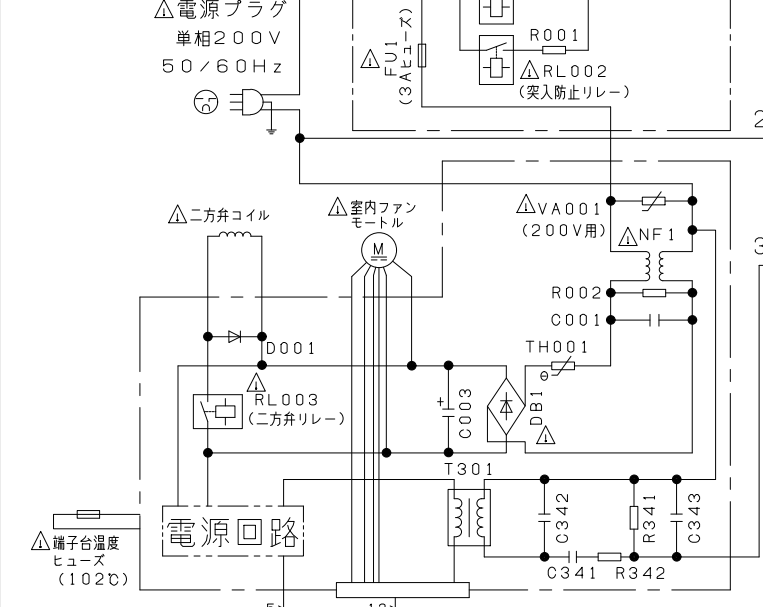 ⚠電源プラグ
単相200V
50/60Hz
⚠FU1
(3Aヒューズ)
R001
⚠RL002
(突入防止リレー)
2
⚠二方弁コイル
⚠室内ファン
モートル
M
⚠VA001
(200V用)
⚠NF1
3
R002
C001
D001
TH001
θ
⚠RL003
(二方弁リレー)
+
C003
DB1
⚠
T301
C342
R341
C343
電源回路
⚠端子台温度
ヒューズ
(102℃)
C341
R342